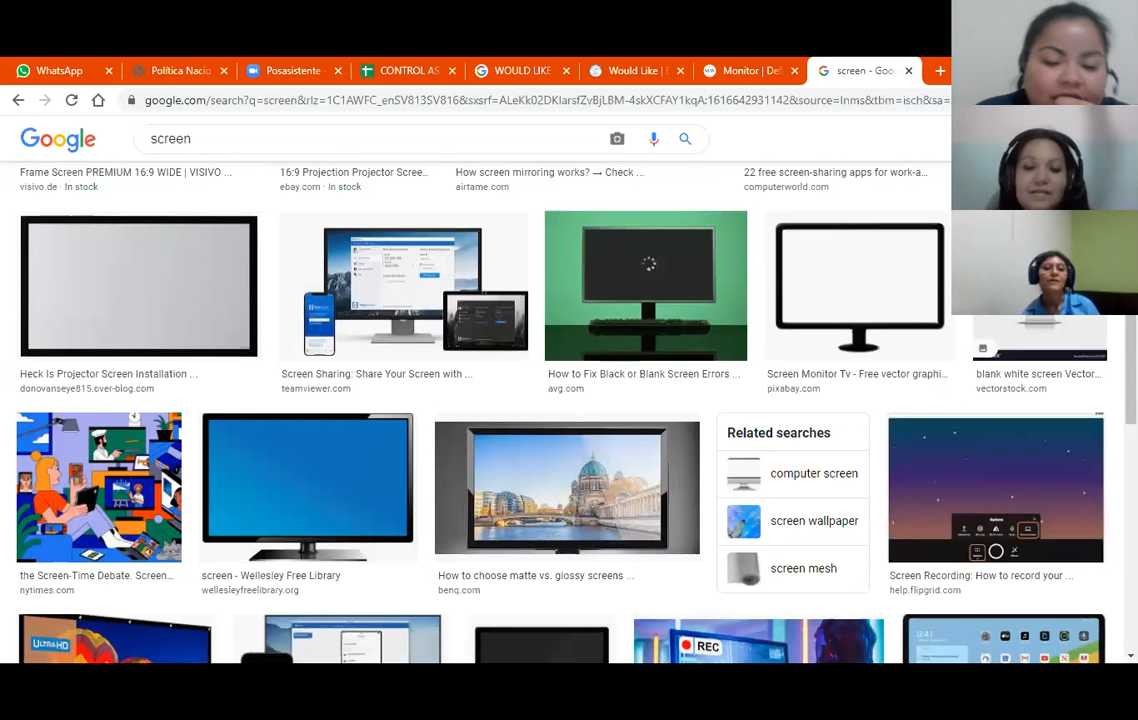 WhatsApp
Política Nacio
Posasistente
CONTROL AS
WOULD LIKE
Would Like |
Monitor | Def
screen - Goo
google.com/search?q=screen&rlz=1C1AWFC_enSV813SV816&sxsrf=ALeKk02DKIarsfZvBjLBM-4skXCFAY1kqA:1616642931142&source=lnms&tbm=isch&sa=
Google
screen
Frame Screen PREMIUM 16:9 WIDE | VISIVO ...
visivo.de · In stock
16:9 Projection Projector Scree...
ebay.com · In stock
How screen mirroring works? → Check ...
airtame.com
22 free screen-sharing apps for work-a...
computerworld.com
Heck Is Projector Screen Installation ...
donovanseye815.over-blog.com
Screen Sharing: Share Your Screen with ...
teamviewer.com
How to Fix Black or Blank Screen Errors ...
avg.com
Screen Monitor Tv - Free vector graphi...
pixabay.com
blank white screen Vector...
vectorstock.com
Related searches
computer screen
screen wallpaper
screen mesh
the Screen-Time Debate. Screen...
nytimes.com
screen - Wellesley Free Library
wellesleyfreelibrary.org
How to choose matte vs. glossy screens ...
benq.com
Options
Screen Recording: How to record your ...
help.flipgrid.com
ULTRAHD
REC
9:41